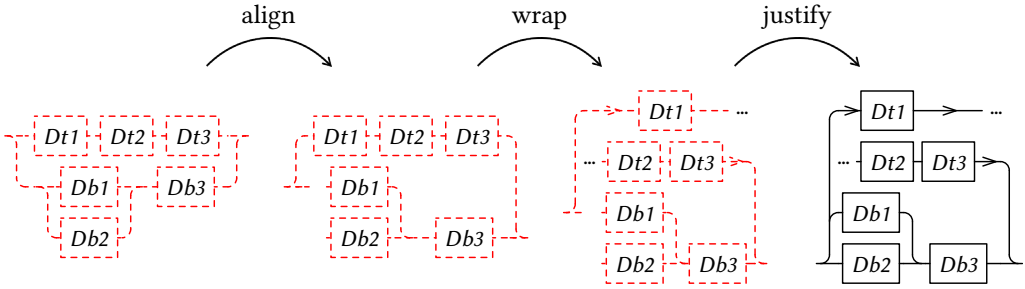 align wrap justify
Dt1 Dt2 Dt3
Db1 Db3
Db2
Dt1 Dt2 Dt3
Db1
Db2 Db3
Dt1 ...
... Dt2 Dt3
Db1
Db2 Db3
Dt1 ...
... Dt2 Dt3
Db1
Db2 Db3